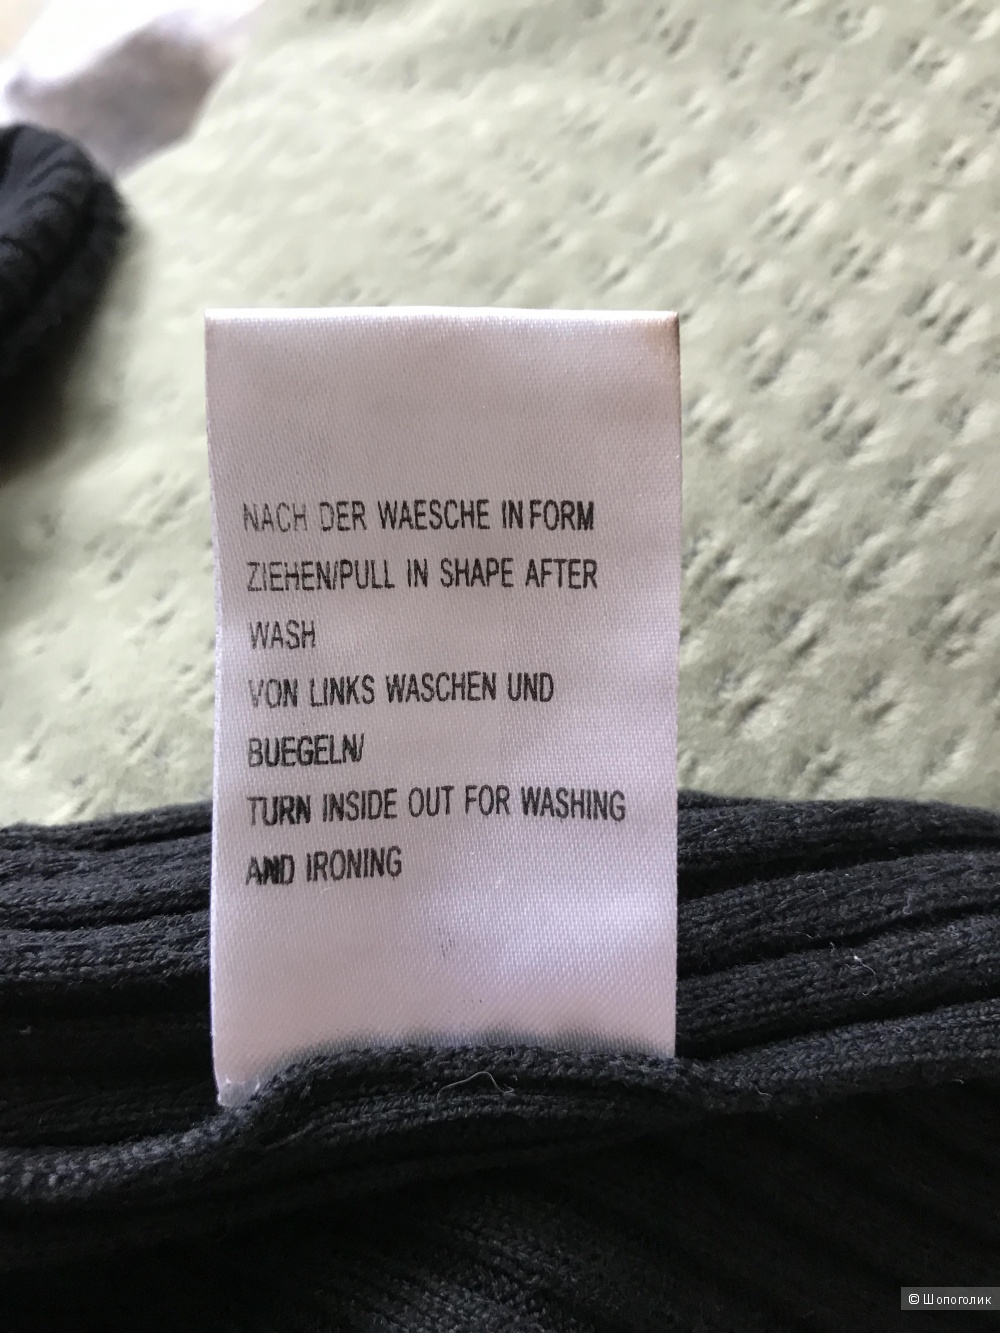 NACH DER WAESCHE IN FORM
ZIEHEN/PULL IN SHAPE AFTER
WASH
VON LINKS WASCHEN UND
BUEGELN/
TURN INSIDE OUT FOR WASHING
AND IRONING
© Шопоголик